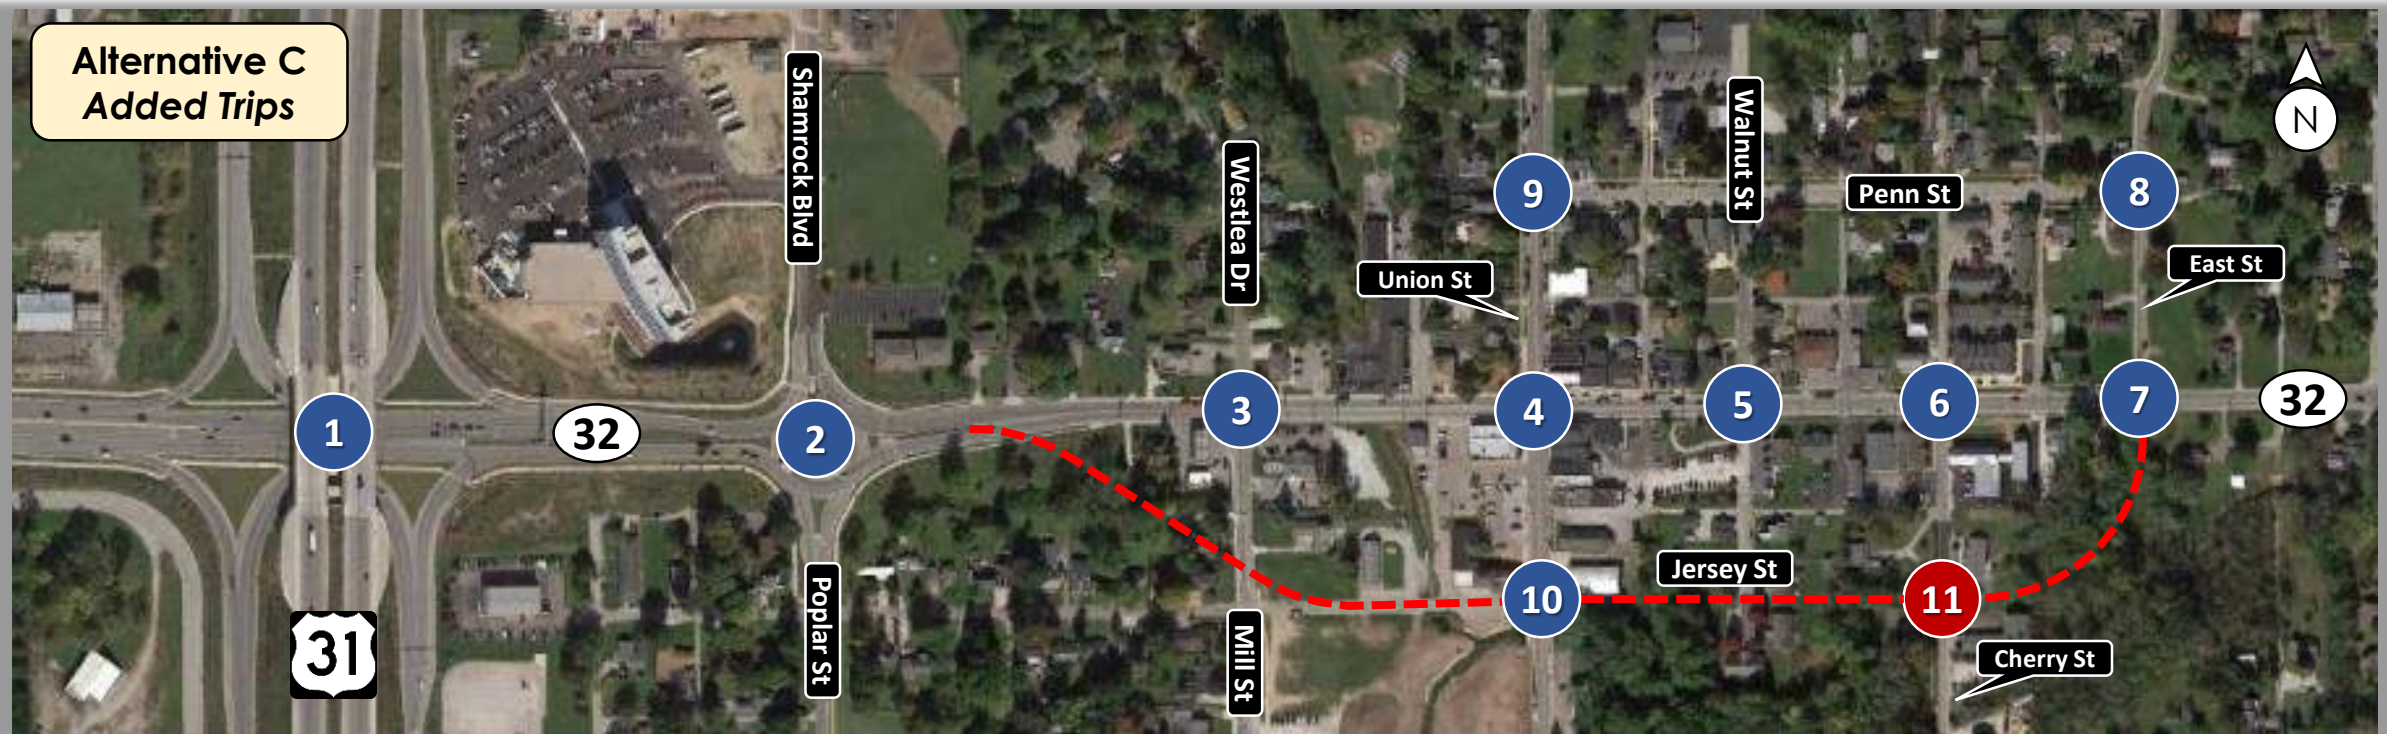 Alternative C
Added Trips
Shamrock Blvd
Westlea Dr
Walnut St
N
9
Penn St
8
Union St
East St
1
32
2
3
4
5
6
7
32
Jersey St
10
11
31
Poplar St
Mill St
Cherry St